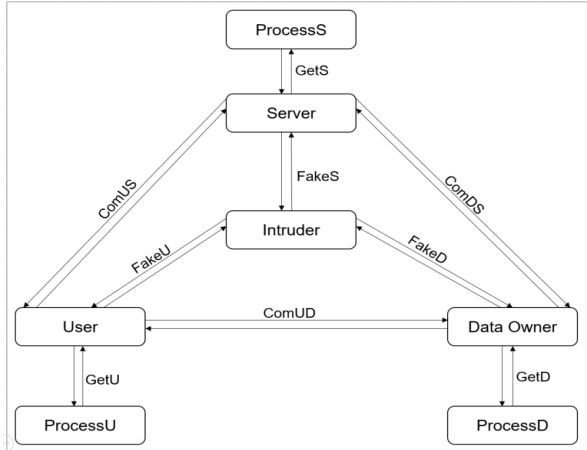 ProcessS
GetS
Server
ComUS
ComDS
FakeS
Intruder
FakeU
FakeD
User
ComUD
Data Owner
GetU
GetD
ProcessU
ProcessD